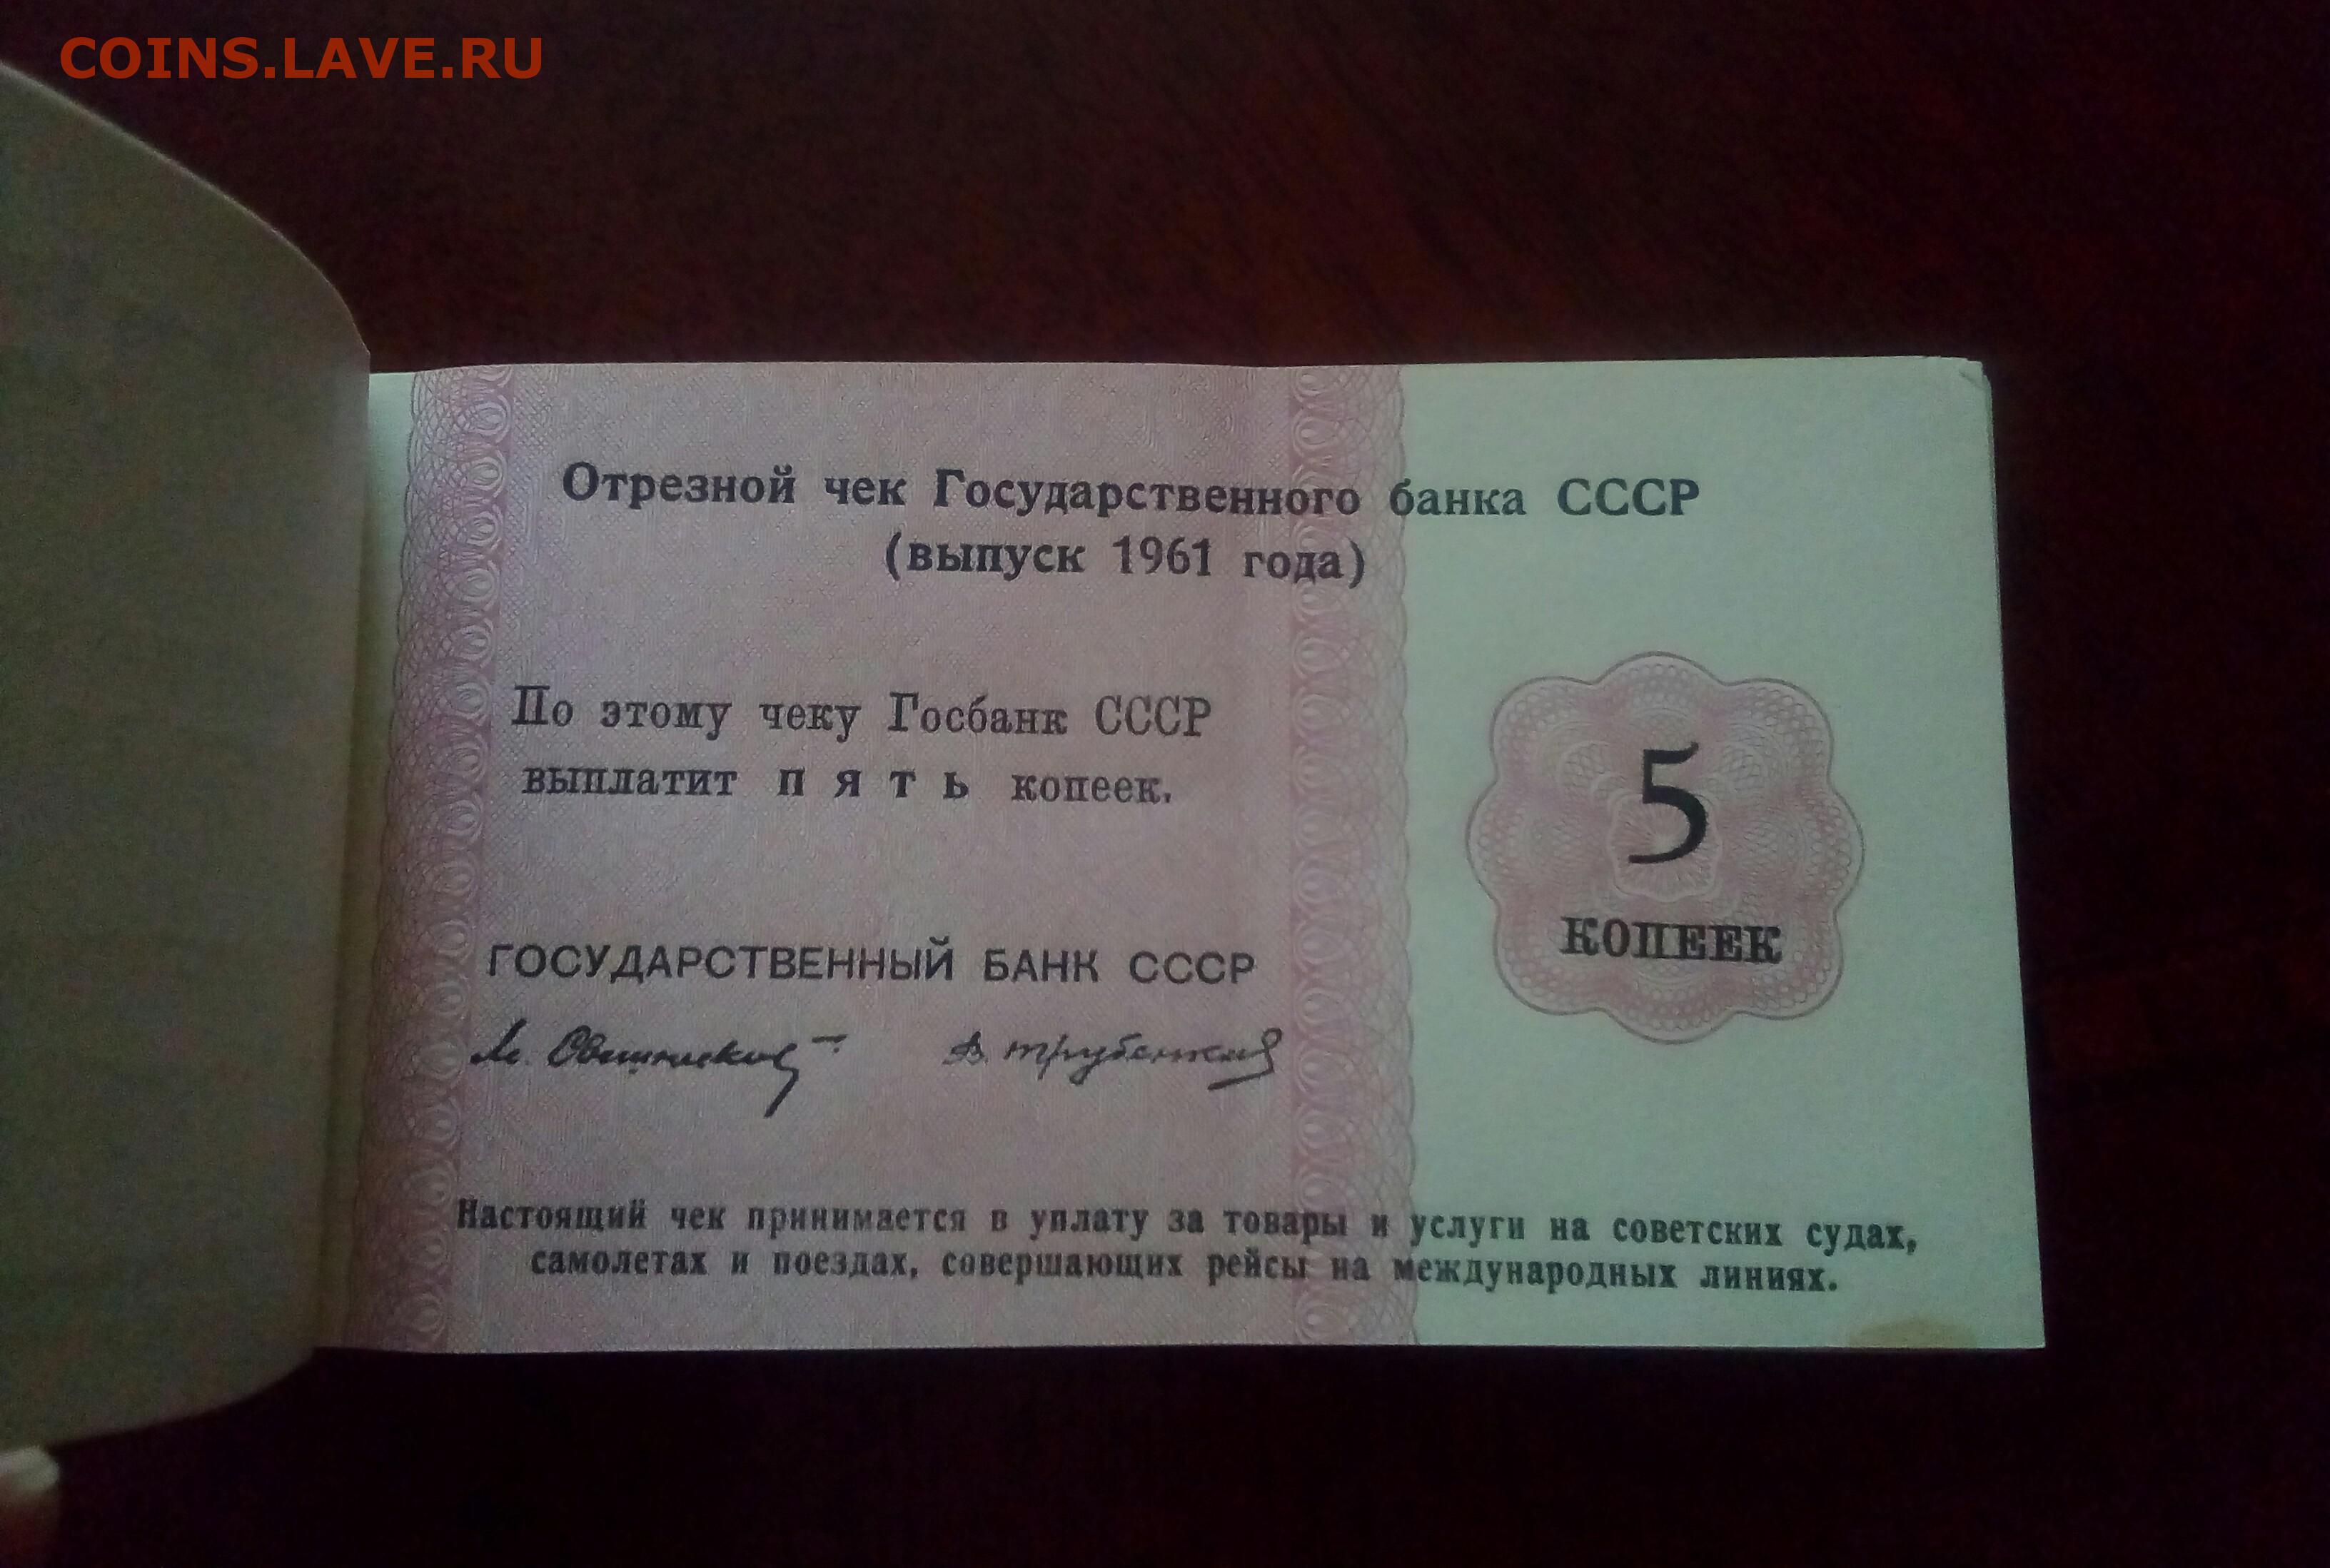 COINS.LAVE.RU
Отрезной чек Государственного банка СССР
(выпуск 1961 года)
По этому чеку Госбанк СССР
выплатит пять копеек.
5
КОПЕЕК
ГОСУДАРСТВЕННЫЙ БАНК СССР
М. Свешников В. Трубенков
Настоящий чек принимается в уплату за товары и услуги на советских судах,
самолетах и поездах, совершающих рейсы на международных линиях.